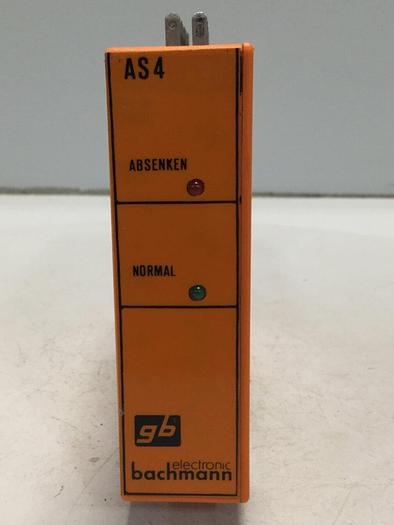 AS4
ABSENKEN
NORMAL
gb
electronic
bachmann